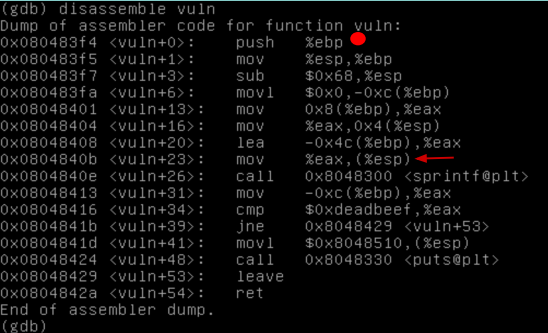 (gdb) disassemble vuln
Dump of assembler code for function vuln:
0x080483f4 <vuln+0>: push %ebp
0x080483f5 <vuln+1>: mov %esp,%ebp
0x080483f7 <vuln+3>: sub $0x68,%esp
0x080483fa <vuln+6>: movl $0x0,-0xc(%ebp)
0x08048401 <vuln+13>: mov 0x8(%ebp),%eax
0x08048404 <vuln+16>: mov %eax,0x4(%esp)
0x08048408 <vuln+20>: lea -0x4c(%ebp),%eax
0x0804840b <vuln+23>: mov %eax,(%esp)
0x0804840e <vuln+26>: call 0x8048300 <sprintf@plt>
0x08048413 <vuln+31>: mov -0xc(%ebp),%eax
0x08048416 <vuln+34>: cmp $0xdeadbeef,%eax
0x0804841b <vuln+39>: jne 0x8048429 <vuln+53>
0x0804841d <vuln+41>: movl $0x8048510,(%esp)
0x08048424 <vuln+48>: call 0x8048330 <puts@plt>
0x08048429 <vuln+53>: leave
0x0804842a <vuln+54>: ret
End of assembler dump.
(gdb)